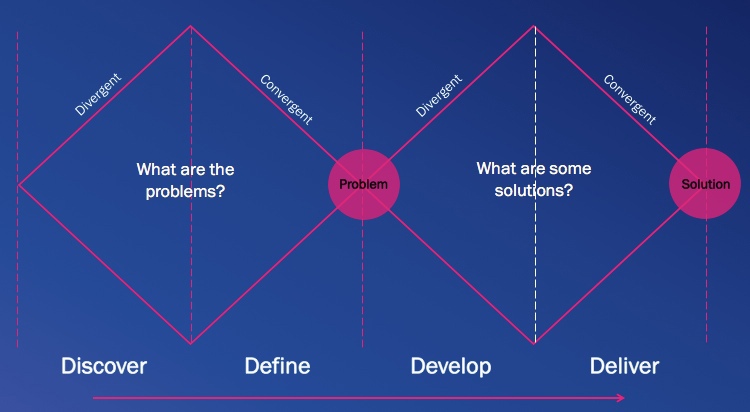 Divergent
Convergent
Divergent
Convergent
What are the
problems?
Problem
What are some
solutions?
Solution
Discover
Define
Develop
Deliver